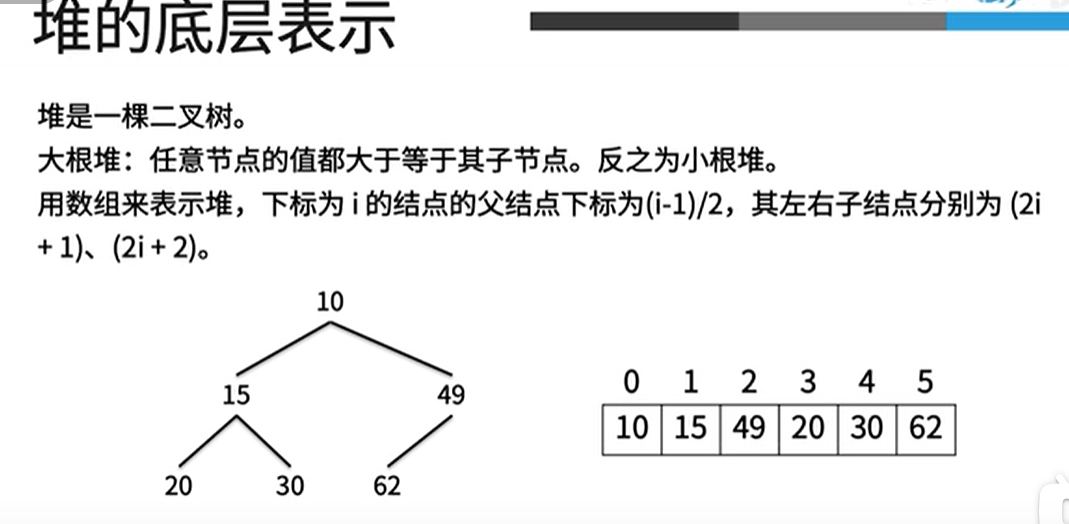 堆的底层表示
堆是一棵二叉树。
大根堆：任意节点的值都大于等于其子节点。反之为小根堆。
用数组来表示堆，下标为 i 的结点的父结点下标为(i-1)/2，其左右子结点分别为 (2i
+ 1)、(2i + 2)。
10
15 49
20 30 62
0 1 2 3 4 5
10 15 49 20 30 62